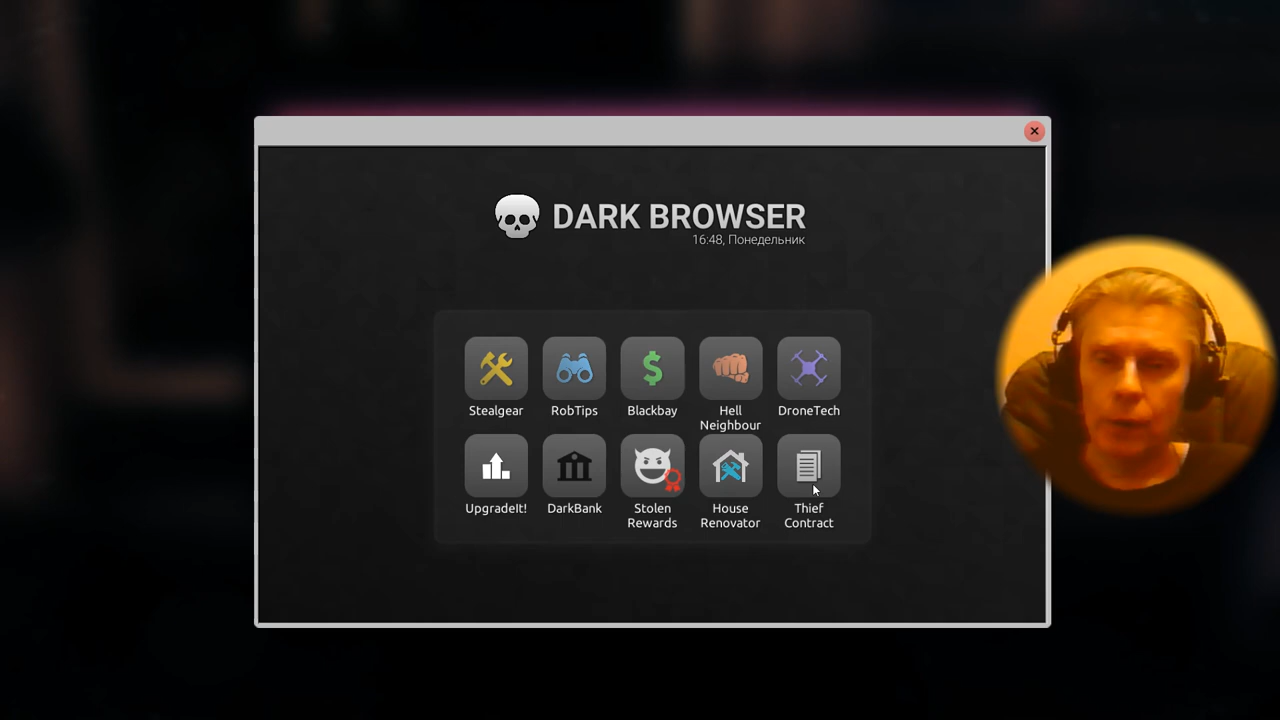 DARK BROWSER
16:48, Понедельник
Stealgear
RobTips
Blackbay
Hell
Neighbour
DroneTech
UpgradeIt!
DarkBank
Stolen
Rewards
House
Renovator
Thief
Contract